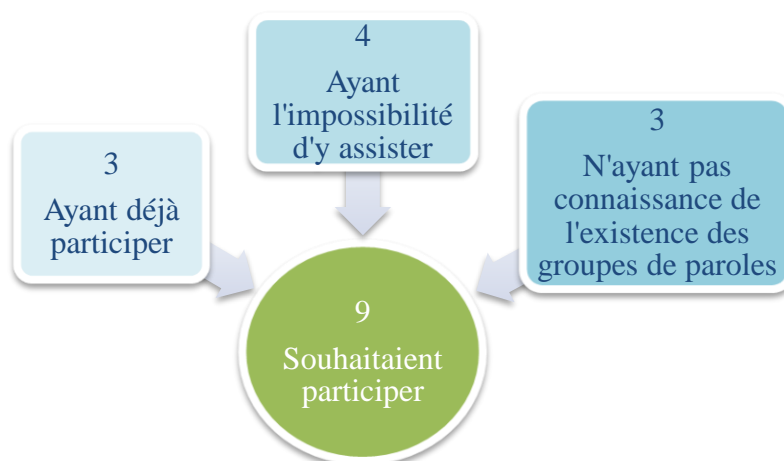 3
Ayant déjà
participer
4
Ayant
l'impossibilité
d'y assister
3
N'ayant pas
connaissance de
l'existence des
groupes de paroles
9
Souhaitaient
participer